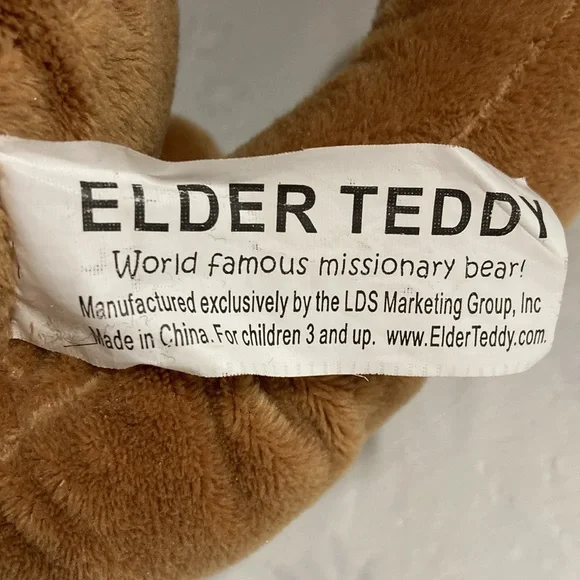 ELDER TEDDY
World famous missionary bear!
Manufactured exclusively by the LDS Marketing Group, Inc
Made in China. For children 3 and up. www.ElderTeddy.com.